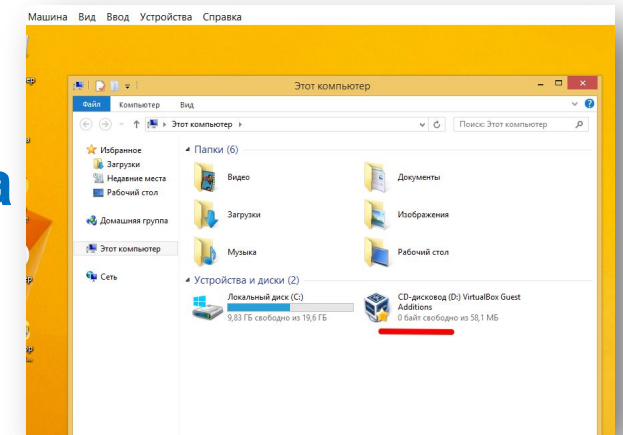 Машина Вид Ввод Устройства Справка
Этот компьютер
Файл Компьютер Вид
Этот компьютер
Поиск: Этот компьютер
Избранное
Загрузки
Недавние места
Рабочий стол
Домашняя группа
Этот компьютер
Сеть
Папки (6)
Видео
Документы
Загрузки
Изображения
Музыка
Рабочий стол
Устройства и диски (2)
Локальный диск (C:)
9,83 ГБ свободно из 19,6 ГБ
CD-дисковод (D:) VirtualBox Guest
Additions
0 байт свободно из 58,1 МБ